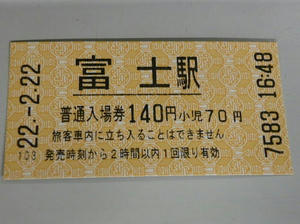 富士駅
普通入場券 140円 小児70円
旅客車内に立ち入ることはできません
発売時刻から2時間以内1回限り有効
22.-2.22
108
7583 16:48